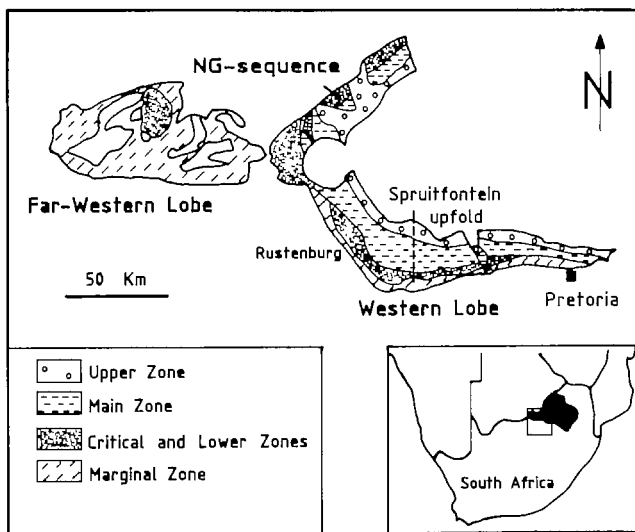 NG-sequence
N
Far-Western Lobe
Spruitfontein
upfold
Rustenburg
50 Km
Western Lobe
Pretoria
Upper Zone
Main Zone
Critical and Lower Zones
Marginal Zone
South Africa